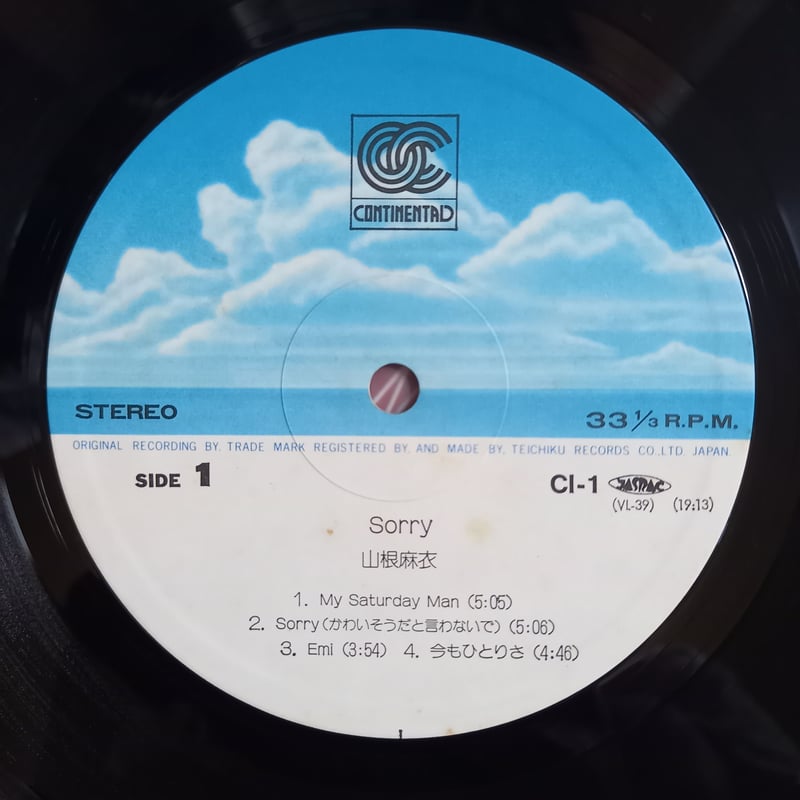 CONTINENTAL
STEREO
33 1/3 R.P.M.
ORIGINAL RECORDING BY. TRADE MARK REGISTERED BY. AND MADE BY. TEICHIKU RECORDS CO.,LTD. JAPAN.
SIDE 1
CI-1 JASRAC
(VL-39) (19:13)
Sorry
山根麻衣
1. My Saturday Man (5:05)
2. Sorry(かわいそうだと言わないで) (5:06)
3. Emi (3:54) 4. 今もひとりさ (4:46)